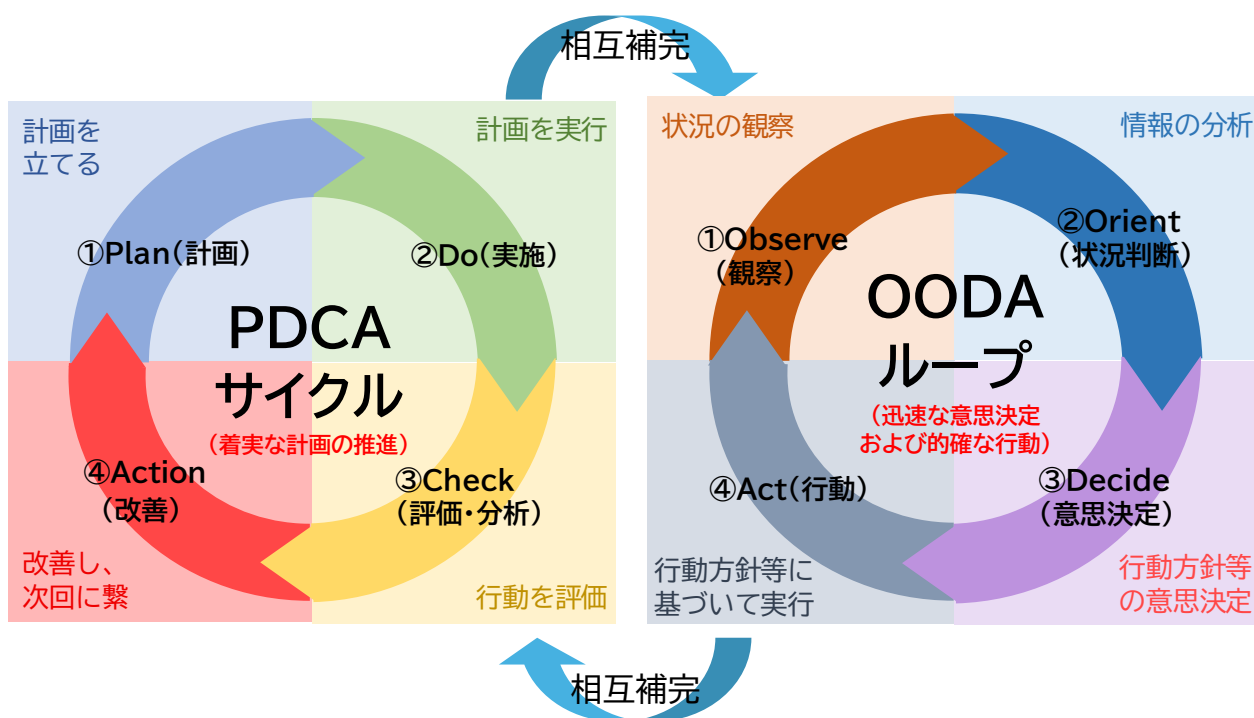 相互補完
計画を
立てる
計画を実行
①Plan(計画)
②Do(実施)
PDCA
サイクル
(着実な計画の推進)
④Action
(改善)
③Check
(評価・分析)
改善し、
次回に繋
行動を評価
状況の観察
情報の分析
①Observe
(観察)
②Orient
(状況判断)
OODA
ループ
(迅速な意思決定
および的確な行動)
④Act(行動)
③Decide
(意思決定)
行動方針等に
基づいて実行
行動方針等
の意思決定
相互補完